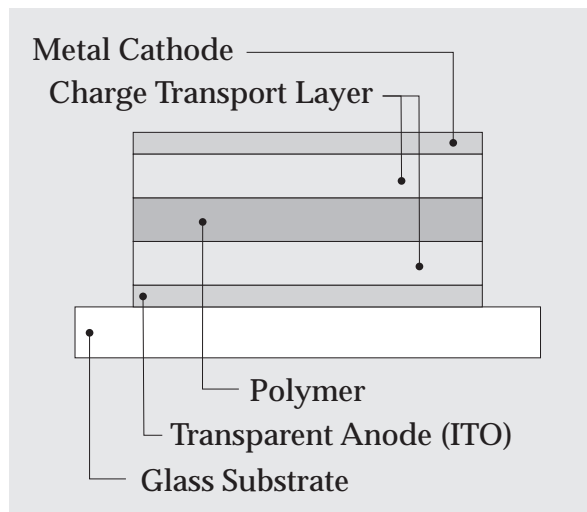 Metal Cathode
Charge Transport Layer
Polymer
Transparent Anode (ITO)
Glass Substrate